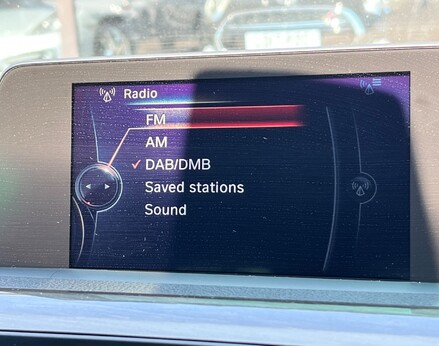 Radio
FM
AM
DAB/DMB
Saved stations
Sound